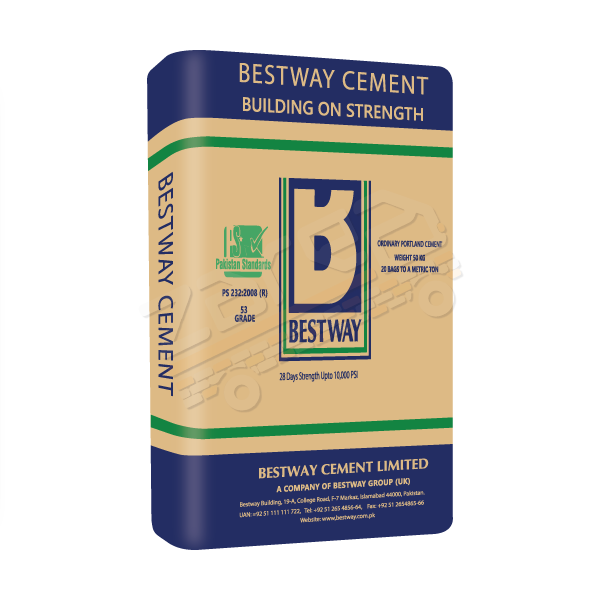 BESTWAY CEMENT
BUILDING ON STRENGTH
BESTWAY CEMENT
PS
Pakistan Standards
PS 232:2008 (R)
53
GRADE
BESTWAY
ORDINARY PORTLAND CEMENT
WEIGHT 50 KG
20 BAGS TO A METRIC TON
28 Days Strength Upto 10,000 PSI
BESTWAY CEMENT LIMITED
A COMPANY OF BESTWAY GROUP (UK)
Bestway Building, 19-A, College Road, F-7 Markaz, Islamabad 44000, Pakistan.
UAN: +92 51 111 111 722, Tel: +92 51 265 4856-64, Fax: +92 51 2654865-66
Website: www.bestway.com.pk